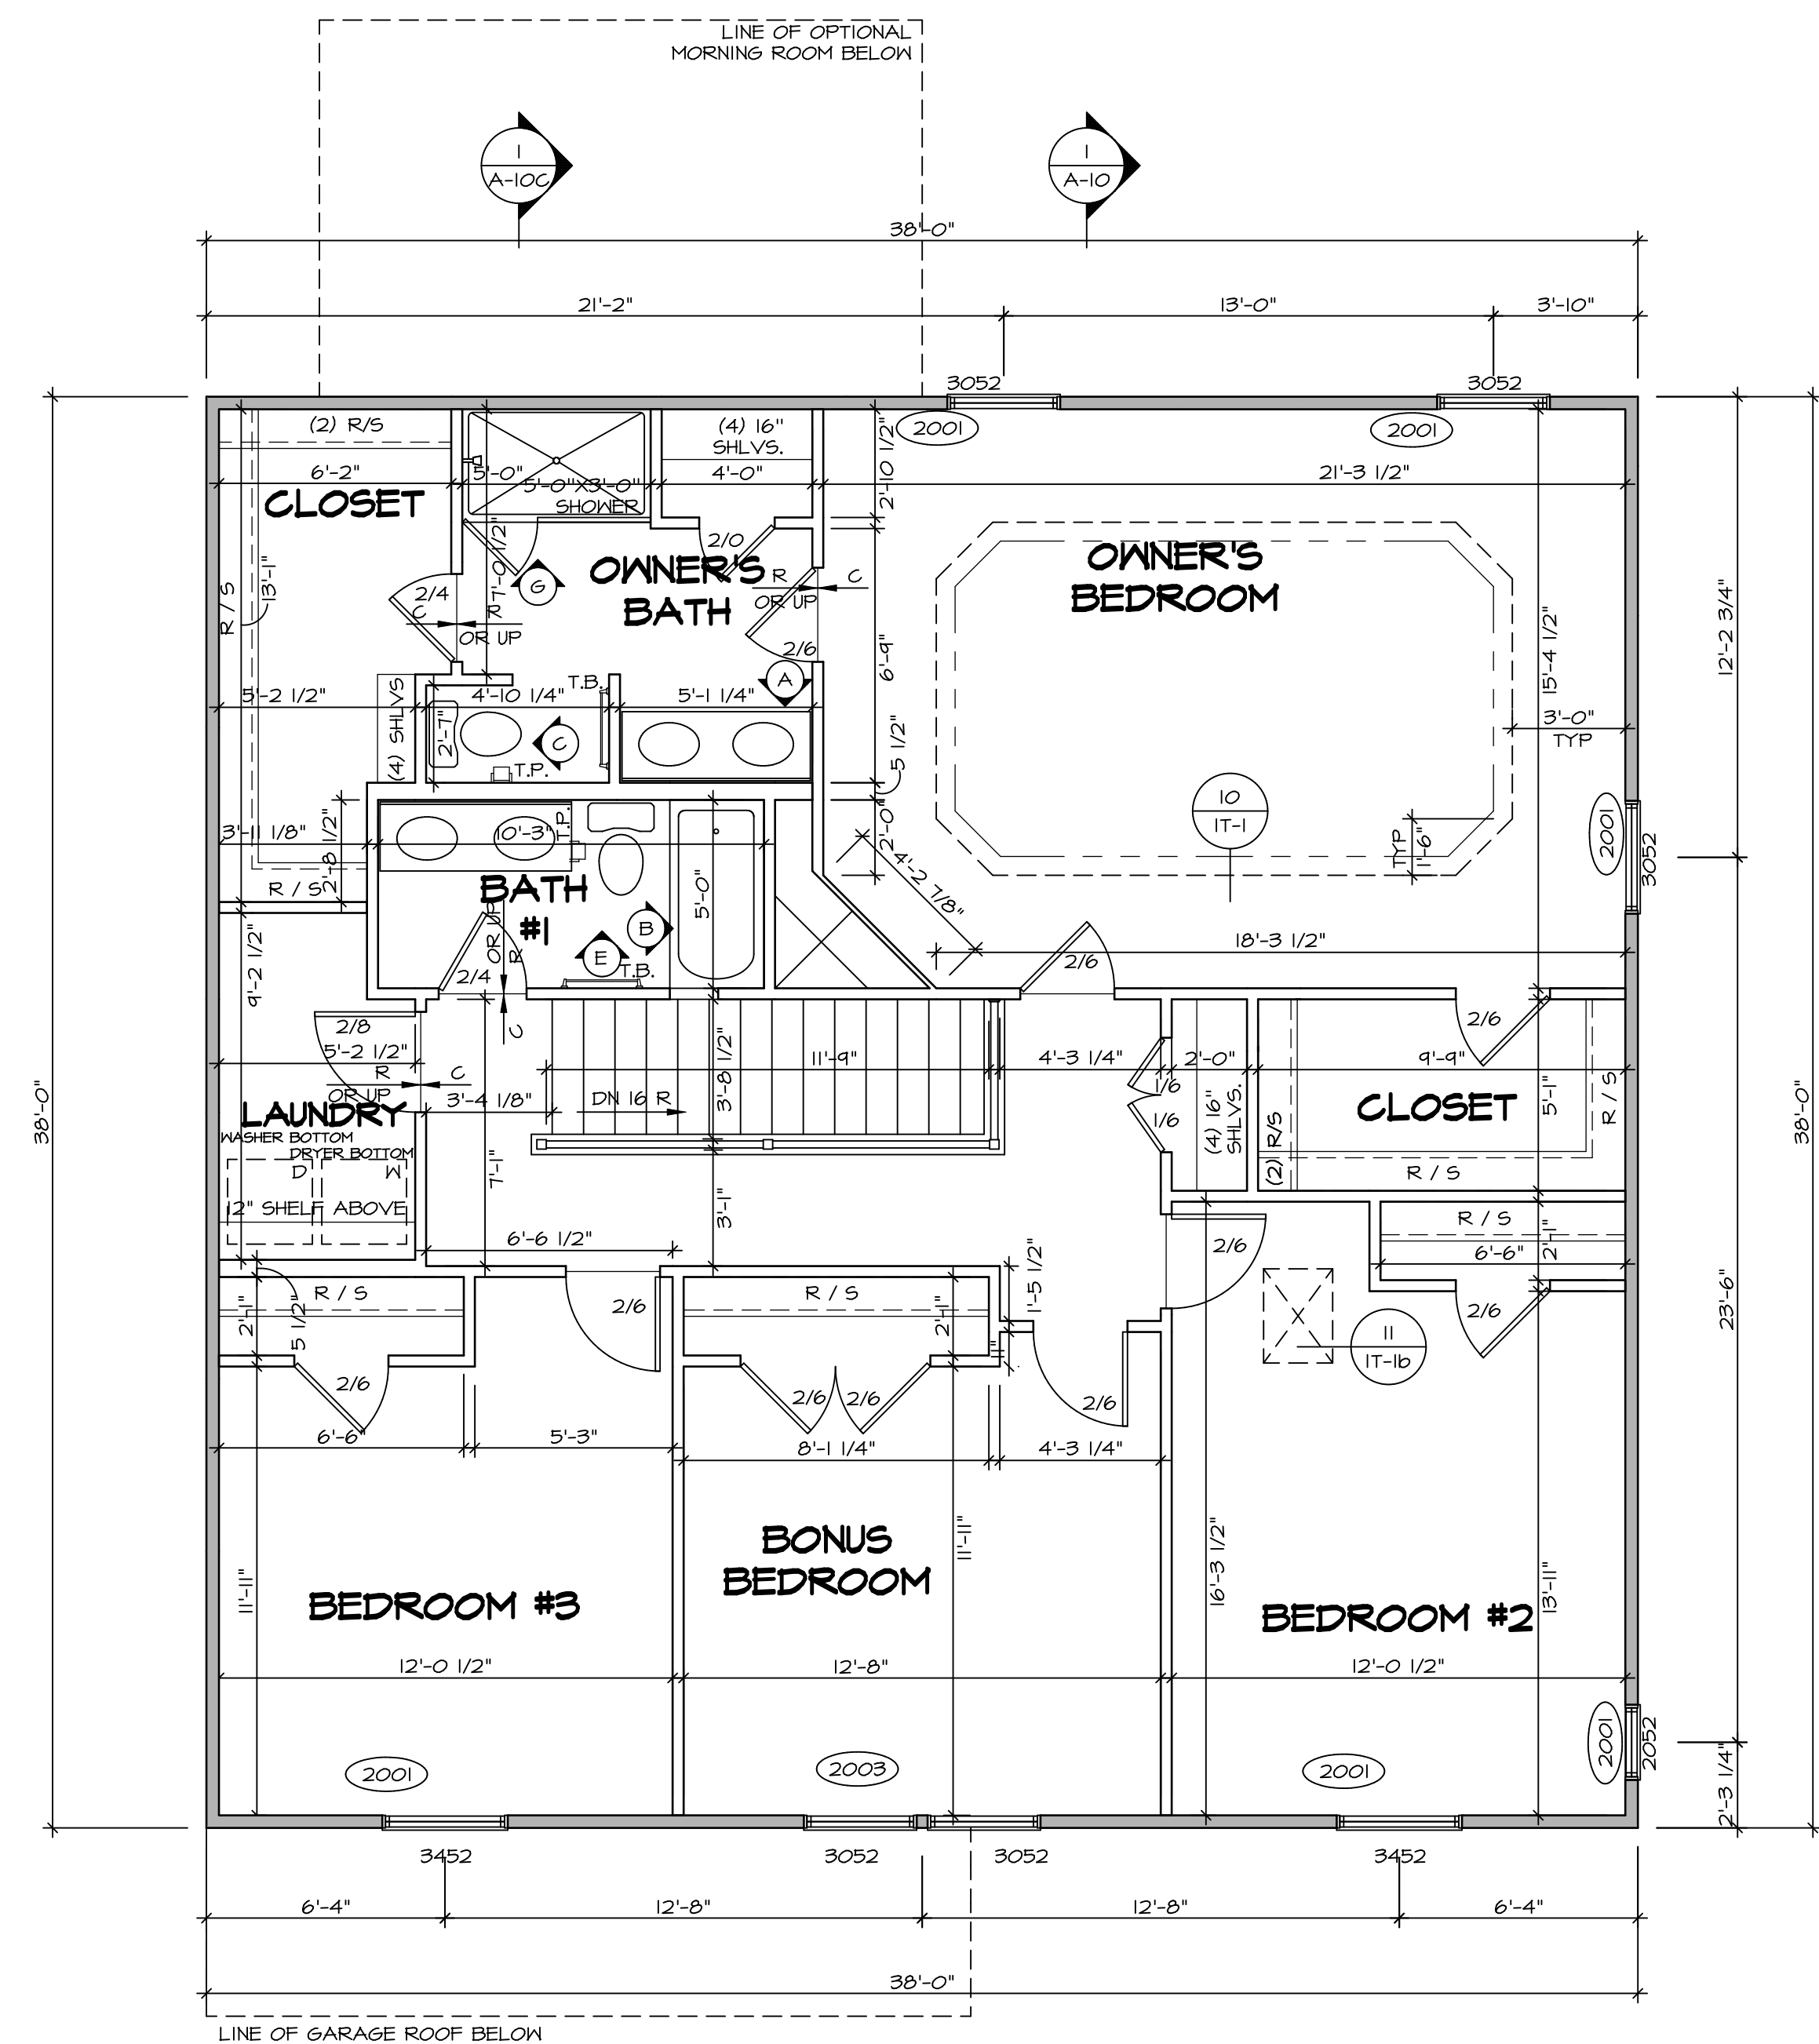 LINE OF OPTIONAL
MORNING ROOM BELOW
1
A-10C
1
A-10
38'-0"
21'-2"
13'-0"
3'-10"
3052
3052
2001
2001
(2) R/S
(4) 16"
SHLVS.
6'-2"
5'-0"
5'-0"X3'-0"
SHOWER
4'-0"
2'-10 1/2"
21'-3 1/2"
CLOSET
R / S
13'-1"
7'-0 1/2"
2/0
OWNER'S
BATH
OWNER'S
BEDROOM
G
2/4
C
R
OR UP
R
C
OR UP
2/6
6'-9"
15'-4 1/2"
12'-2 3/4"
A
5'-2 1/2"
(4) SHLVS
4'-10 1/4"
T.B.
5'-1 1/4"
2'-7"
C
T.P.
5 1/2"
3'-0"
TYP
10
1T-1
2001
3052
3'-11 1/8"
2'-8 1/2"
10'-3"
T.P.
2'-0"
TYP
1'-6"
4'-2 7/8"
R / S
BATH
#1
5'-0"
OR UP
R
B
E
T.B.
2/4
C
9'-2 1/2"
18'-3 1/2"
2/6
2/8
5'-2 1/2"
R
C
OR UP
LAUNDRY
WASHER BOTTOM
DRYER BOTTOM
D
W
12" SHELF ABOVE
3'-4 1/8"
DN 16 R
3'-8 1/2"
11'-9"
4'-3 1/4"
2'-0"
1/6
1/6
(4) 16"
SHLVS.
2/6
9'-9"
CLOSET
5'-1"
R / S
(2) R/S
R / S
38'-0"
38'-0"
7'-1"
3'-1"
6'-6 1/2"
1'-5 1/2"
2/6
R / S
6'-6"
2'-1"
2/6
23'-6"
R / S
2'-1"
5 1/2"
2/6
2/6
R / S
2'-1"
11"
2/6
2/6
2/6
11
1T-1b
6'-6"
5'-3"
8'-1 1/4"
4'-3 1/4"
11'-11"
11'-11"
16'-3 1/2"
13'-11"
BONUS
BEDROOM
BEDROOM #3
BEDROOM #2
12'-0 1/2"
12'-8"
12'-0 1/2"
2001
2003
2001
2001
2052
2'-3 1/4"
3452
3052
3052
3452
6'-4"
12'-8"
12'-8"
6'-4"
38'-0"
LINE OF GARAGE ROOF BELOW